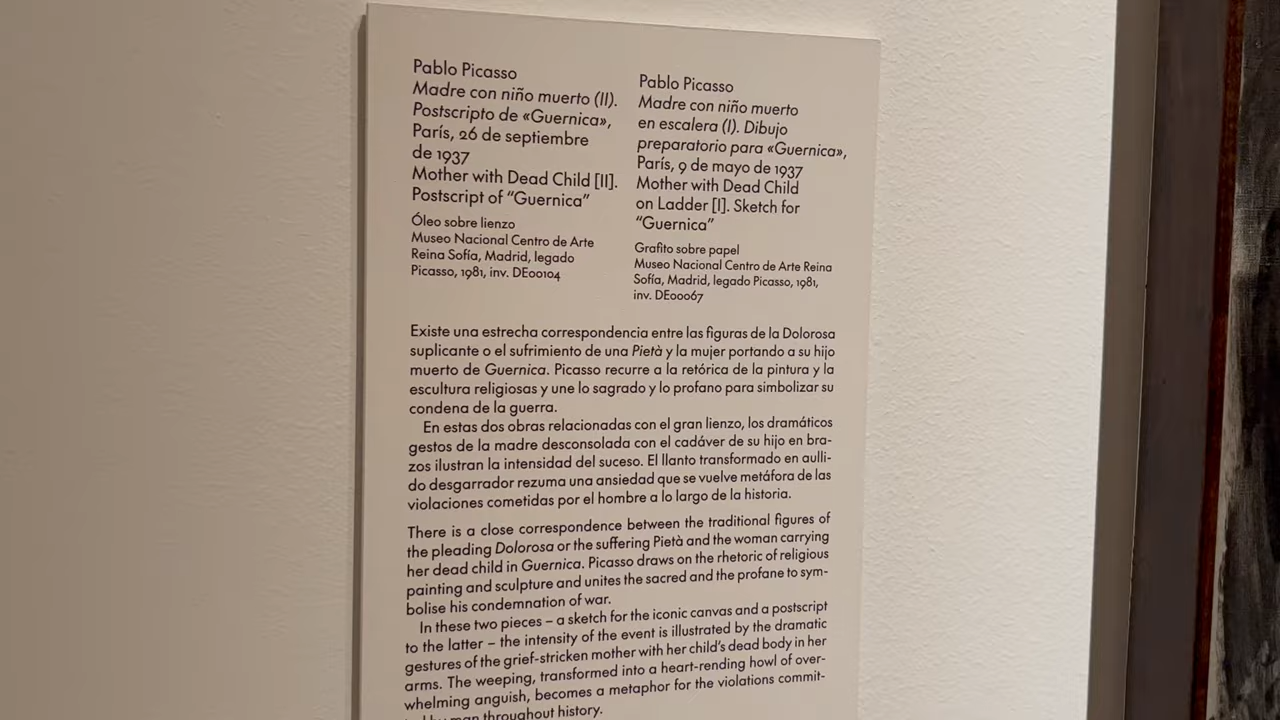 Pablo Picasso
Madre con niño muerto (II).
Postscripto de «Guernica»,
París, 26 de septiembre
de 1937
Mother with Dead Child [II].
Postscript of “Guernica”
Óleo sobre lienzo
Museo Nacional Centro de Arte
Reina Sofía, Madrid, legado
Picasso, 1981, inv. DE00104
Pablo Picasso
Madre con niño muerto
en escalera (I). Dibujo
preparatorio para «Guernica»,
París, 9 de mayo de 1937
Mother with Dead Child
on Ladder [I]. Sketch for
“Guernica”
Grafito sobre papel
Museo Nacional Centro de Arte Reina
Sofía, Madrid, legado Picasso, 1981,
inv. DE00067
Existe una estrecha correspondencia entre las figuras de la Dolorosa
suplicante o el sufrimiento de una Pietà y la mujer portando a su hijo
muerto de Guernica. Picasso recurre a la retórica de la pintura y la
escultura religiosas y une lo sagrado y lo profano para simbolizar su
condena de la guerra.
En estas dos obras relacionadas con el gran lienzo, los dramáticos
gestos de la madre desconsolada con el cadáver de su hijo en bra-
zos ilustran la intensidad del suceso. El llanto transformado en aulli-
do desgarrador rezuma una ansiedad que se vuelve metáfora de las
violaciones cometidas por el hombre a lo largo de la historia.
There is a close correspondence between the traditional figures of
the pleading Dolorosa or the suffering Pietà and the woman carrying
her dead child in Guernica. Picasso draws on the rhetoric of religious
painting and sculpture and unites the sacred and the profane to sym-
bolise his condemnation of war.
In these two pieces – a sketch for the iconic canvas and a postscript
to the latter – the intensity of the event is illustrated by the dramatic
gestures of the grief-stricken mother with her child’s dead body in her
arms. The weeping, transformed into a heart-rending howl of over-
whelming anguish, becomes a metaphor for the violations commit-
by man throughout history.